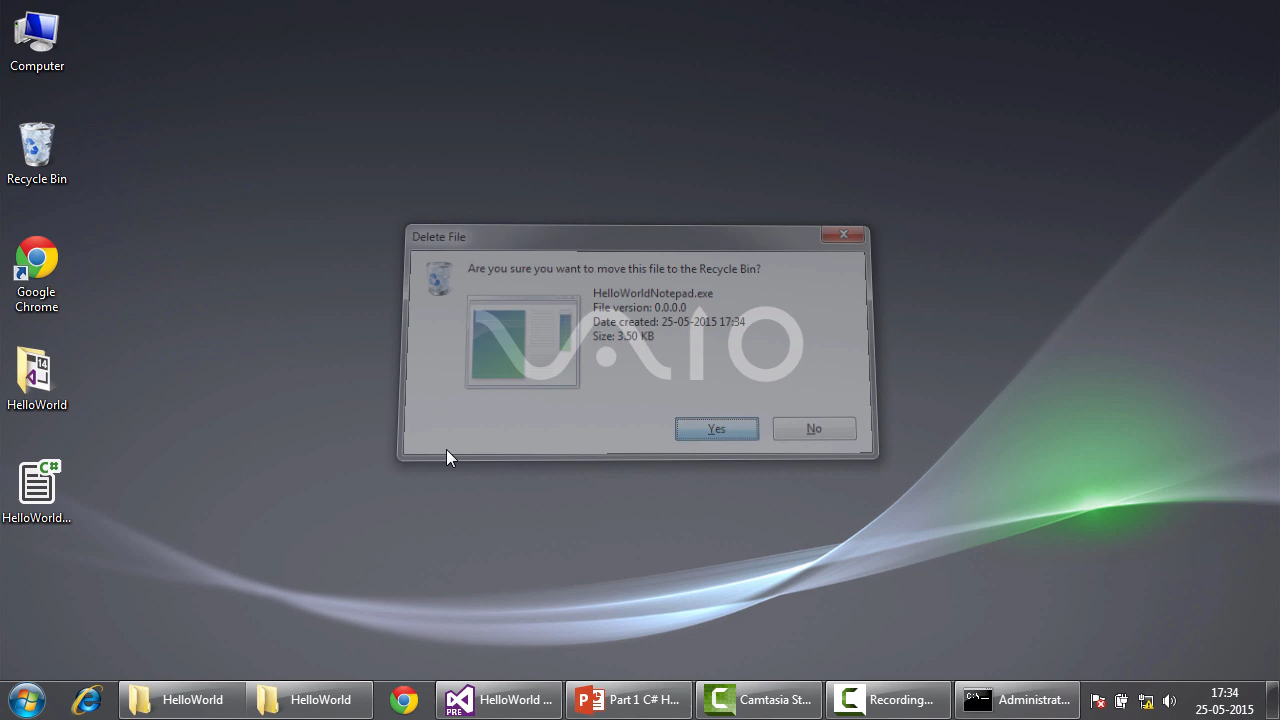 Computer
Recycle Bin
Google
Chrome
HelloWorld
14
C#
HelloWorld...
Delete File
Are you sure you want to move this file to the Recycle Bin?
HelloWorldNotepad.exe
File version: 0.0.0.0
Date created: 25-05-2015 17:34
Size: 3.50 KB
VAIO
Yes
No
HelloWorld
HelloWorld
PRE
HelloWorld ...
Part 1 C# H...
Camtasia St...
Recording...
C:\
Administrat...
17:34
25-05-2015